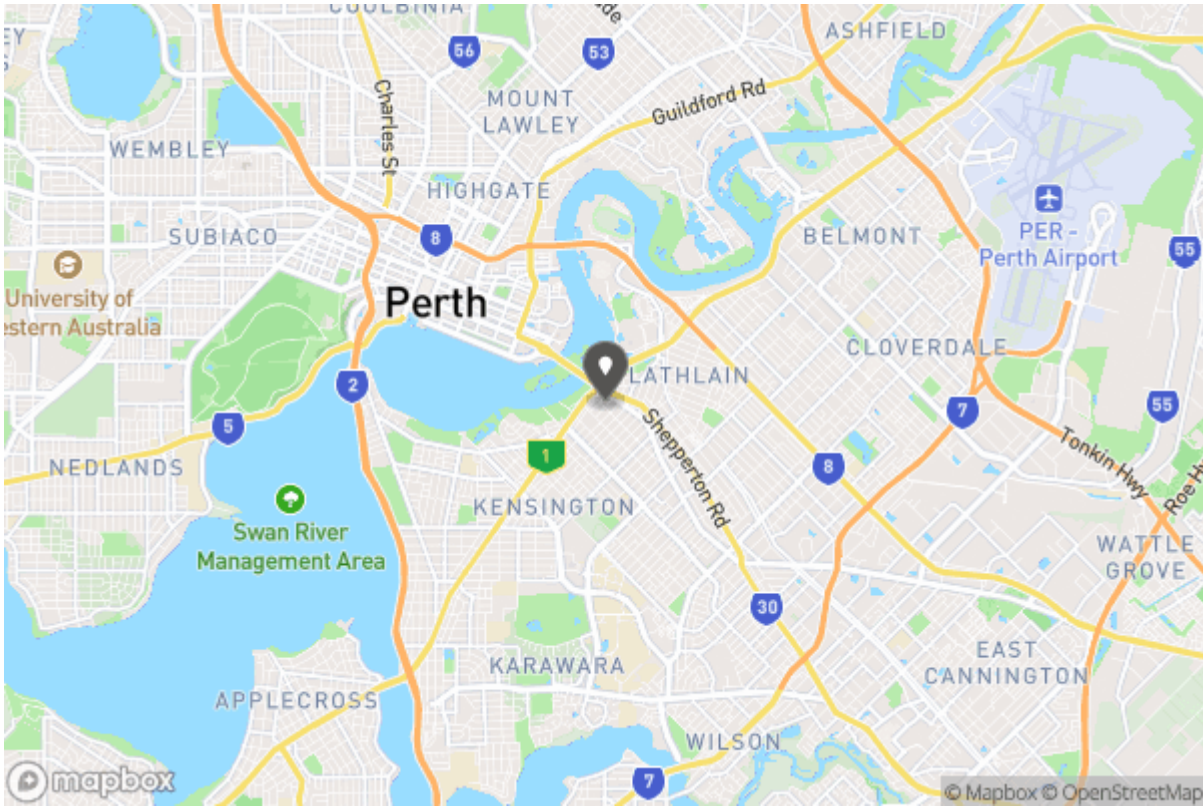 COOLBINIA
ASHFIELD
56
53
MOUNT
LAWLEY
Guildford Rd
Charles St
WEMBLEY
HIGHGATE
SUBIACO
8
BELMONT
PER -
Perth Airport
55
University of
estern Australia
Perth
CLOVERDALE
LATHLAIN
2
7
55
5
Shepperton Rd
Tonkin Hwy
1
8
NEDLANDS
KENSINGTON
Roe H
Swan River
Management Area
WATTLE
GROVE
30
EAST
CANNINGTON
KARAWARA
APPLECROSS
WILSON
7
mapbox
© Mapbox © OpenStreetMap